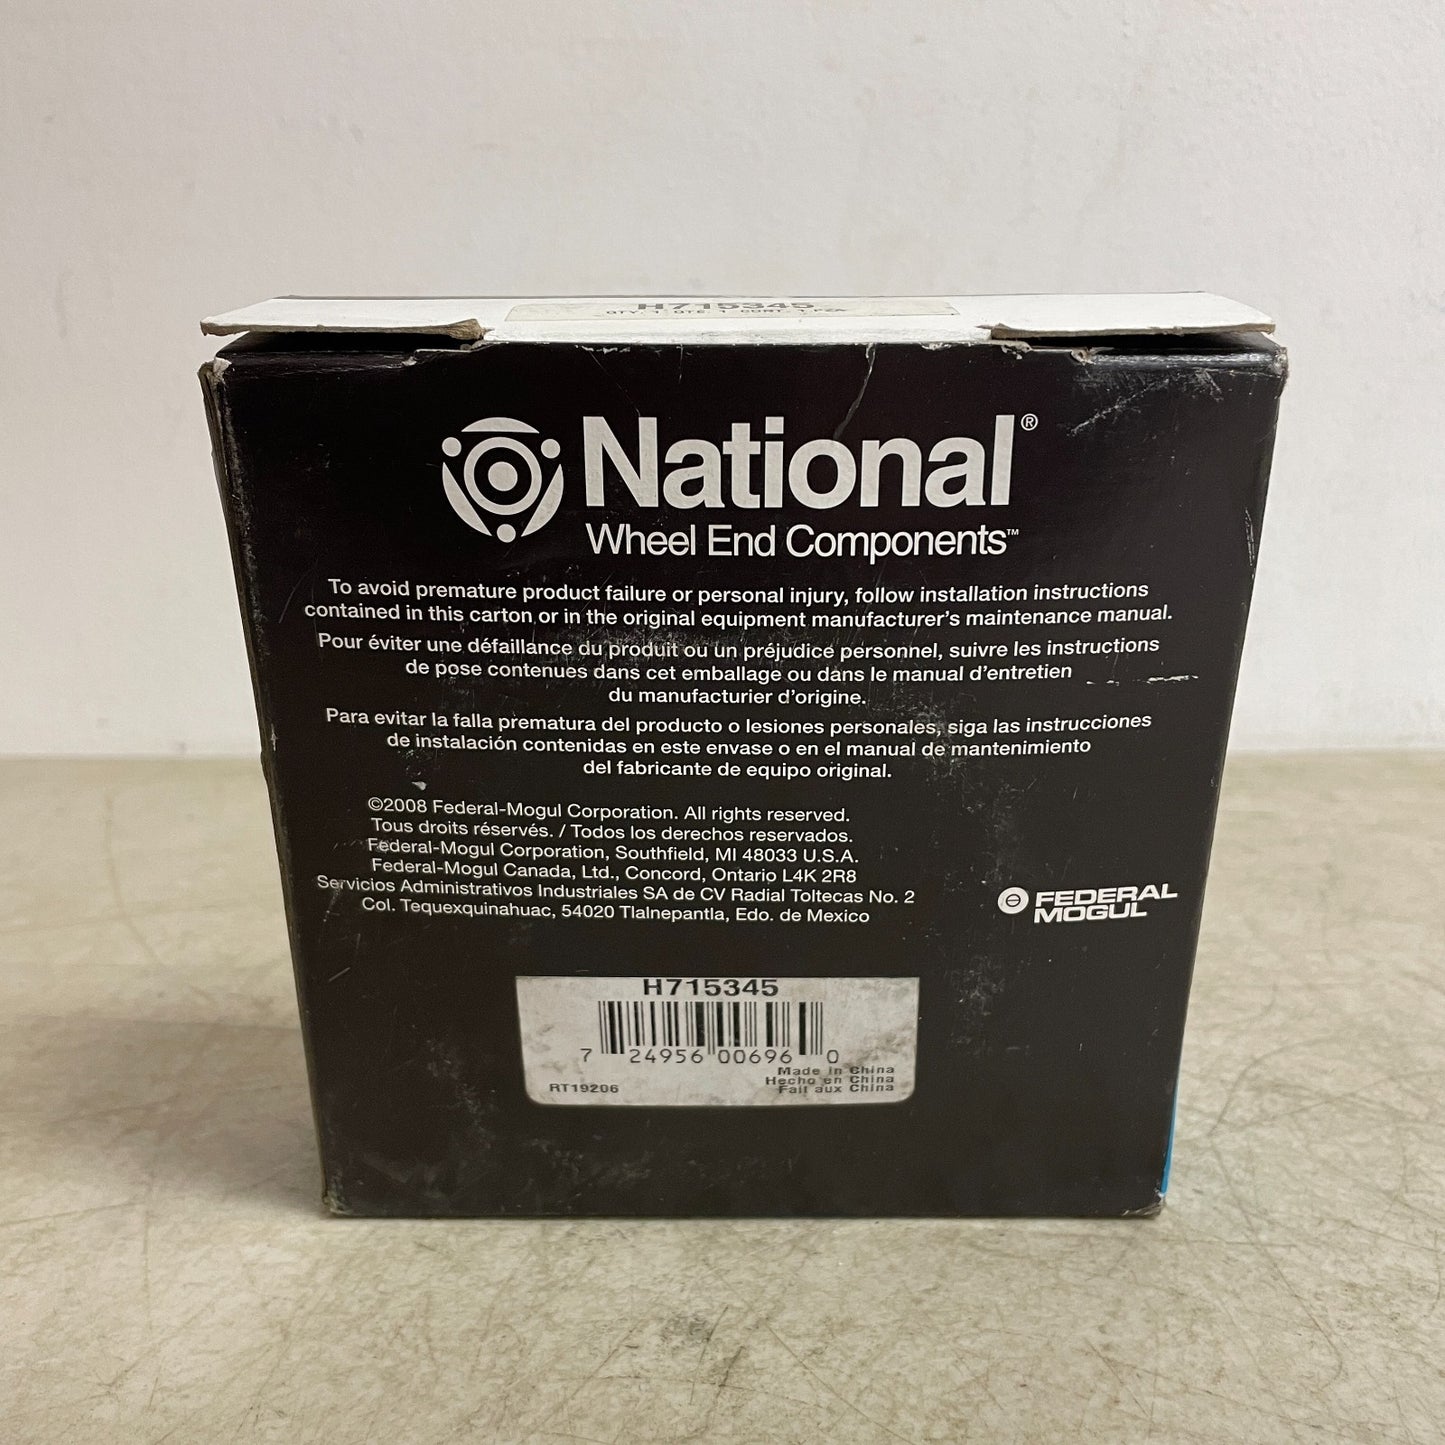 H715345
QTY. 1 QTE. 1 CONT. 1 PZA
National®
Wheel End Components™
To avoid premature product failure or personal injury, follow installation instructions
contained in this carton or in the original equipment manufacturer's maintenance manual.
Pour éviter une défaillance du produit ou un préjudice personnel, suivre les instructions
de pose contenues dans cet emballage ou dans le manual d'entretien
du manufacturier d'origine.
Para evitar la falla prematura del producto o lesiones personales, siga las instrucciones
de instalación contenidas en este envase o en el manual de mantenimiento
del fabricante de equipo original.
©2008 Federal-Mogul Corporation. All rights reserved.
Tous droits réservés. / Todos los derechos reservados.
Federal-Mogul Corporation, Southfield, MI 48033 U.S.A.
Federal-Mogul Canada, Ltd., Concord, Ontario L4K 2R8
Servicios Administrativos Industriales SA de CV Radial Toltecas No. 2
Col. Tequexquinahuac, 54020 Tlalnepantla, Edo. de Mexico
FEDERAL
MOGUL
H715345
7 24956 00696 0
Made in China
Hecho en China
Fait aux China
RT19206